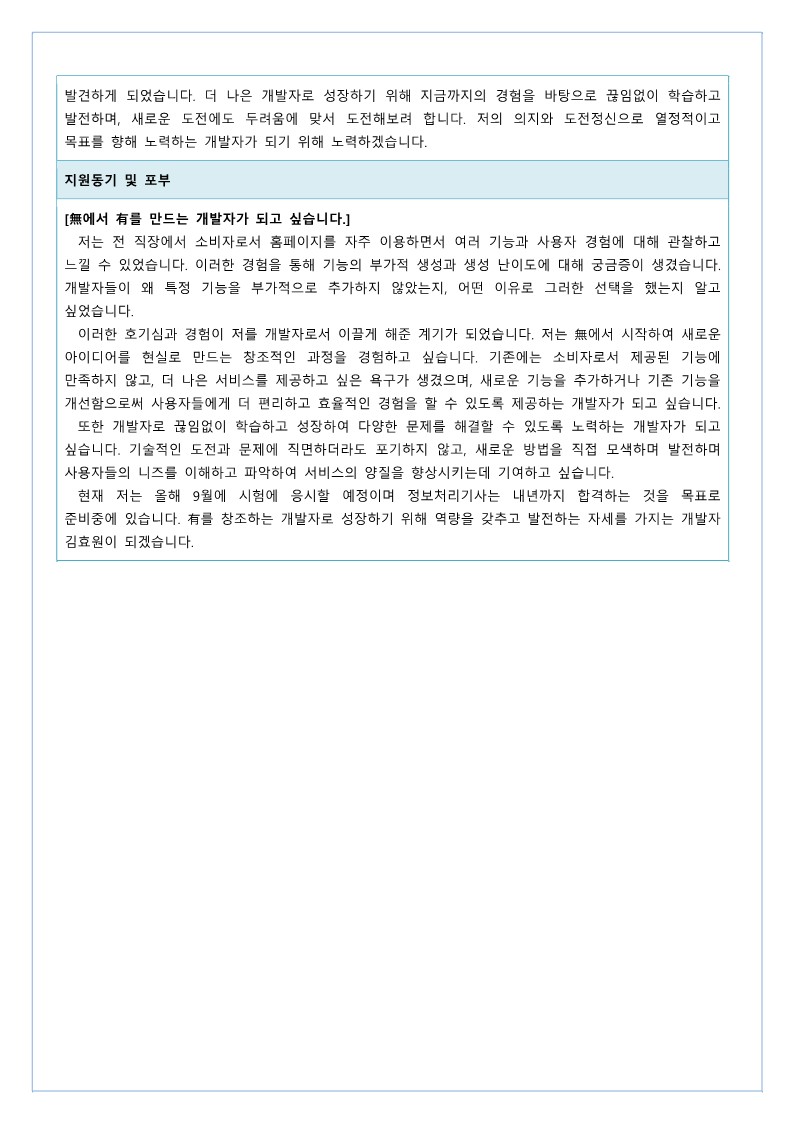 발견하게 되었습니다. 더 나은 개발자로 성장하기 위해 지금까지의 경험을 바탕으로 끊임없이 학습하고
발전하며, 새로운 도전에도 두려움에 맞서 도전해보려 합니다. 저의 의지와 도전정신으로 열정적이고
목표를 향해 노력하는 개발자가 되기 위해 노력하겠습니다.
지원동기 및 포부
[無에서 有를 만드는 개발자가 되고 싶습니다.]
저는 전 직장에서 소비자로서 홈페이지를 자주 이용하면서 여러 기능과 사용자 경험에 대해 관찰하고
느낄 수 있었습니다. 이러한 경험을 통해 기능의 부가적 생성과 생성 난이도에 대해 궁금증이 생겼습니다.
개발자들이 왜 특정 기능을 부가적으로 추가하지 않았는지, 어떤 이유로 그러한 선택을 했는지 알고
싶었습니다.
이러한 호기심과 경험이 저를 개발자로서 이끌게 해준 계기가 되었습니다. 저는 無에서 시작하여 새로운
아이디어를 현실로 만드는 창조적인 과정을 경험하고 싶습니다. 기존에는 소비자로서 제공된 기능에
만족하지 않고, 더 나은 서비스를 제공하고 싶은 욕구가 생겼으며, 새로운 기능을 추가하거나 기존 기능을
개선함으로써 사용자들에게 더 편리하고 효율적인 경험을 할 수 있도록 제공하는 개발자가 되고 싶습니다.
또한 개발자로 끊임없이 학습하고 성장하여 다양한 문제를 해결할 수 있도록 노력하는 개발자가 되고
싶습니다. 기술적인 도전과 문제에 직면하더라도 포기하지 않고, 새로운 방법을 직접 모색하며 발전하며
사용자들의 니즈를 이해하고 파악하여 서비스의 양질을 향상시키는데 기여하고 싶습니다.
현재 저는 올해 9월에 시험에 응시할 예정이며 정보처리기사는 내년까지 합격하는 것을 목표로
준비중에 있습니다. 有를 창조하는 개발자로 성장하기 위해 역량을 갖추고 발전하는 자세를 가지는 개발자
김효원이 되겠습니다.